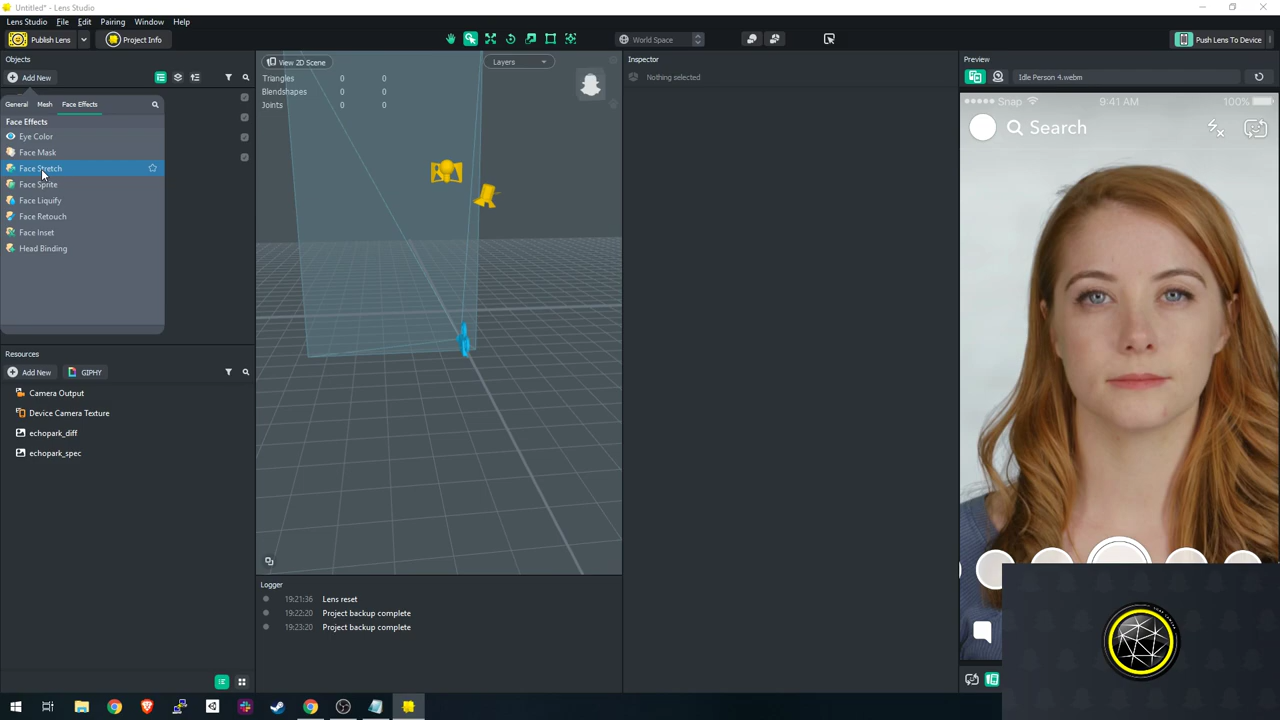 Untitled* - Lens Studio
Lens Studio File Edit Pairing Window Help
Publish Lens Project Info World Space Push Lens To Device
Objects
Add New
General Mesh Face Effects
Face Effects
Eye Color
Face Mask
Face Stretch
Face Sprite
Face Liquify
Face Retouch
Face Inset
Head Binding
Resources
Add New GIPHY
Camera Output
Device Camera Texture
echopark_diff
echopark_spec
View 2D Scene Layers
Triangles 0 0
Blendshapes 0 0
Joints 0 0
Logger
19:21:36 Lens reset
19:22:20 Project backup complete
19:23:20 Project backup complete
Inspector
Nothing selected
Preview
Idle Person 4.webm
Snap 9:41 AM 100%
Search